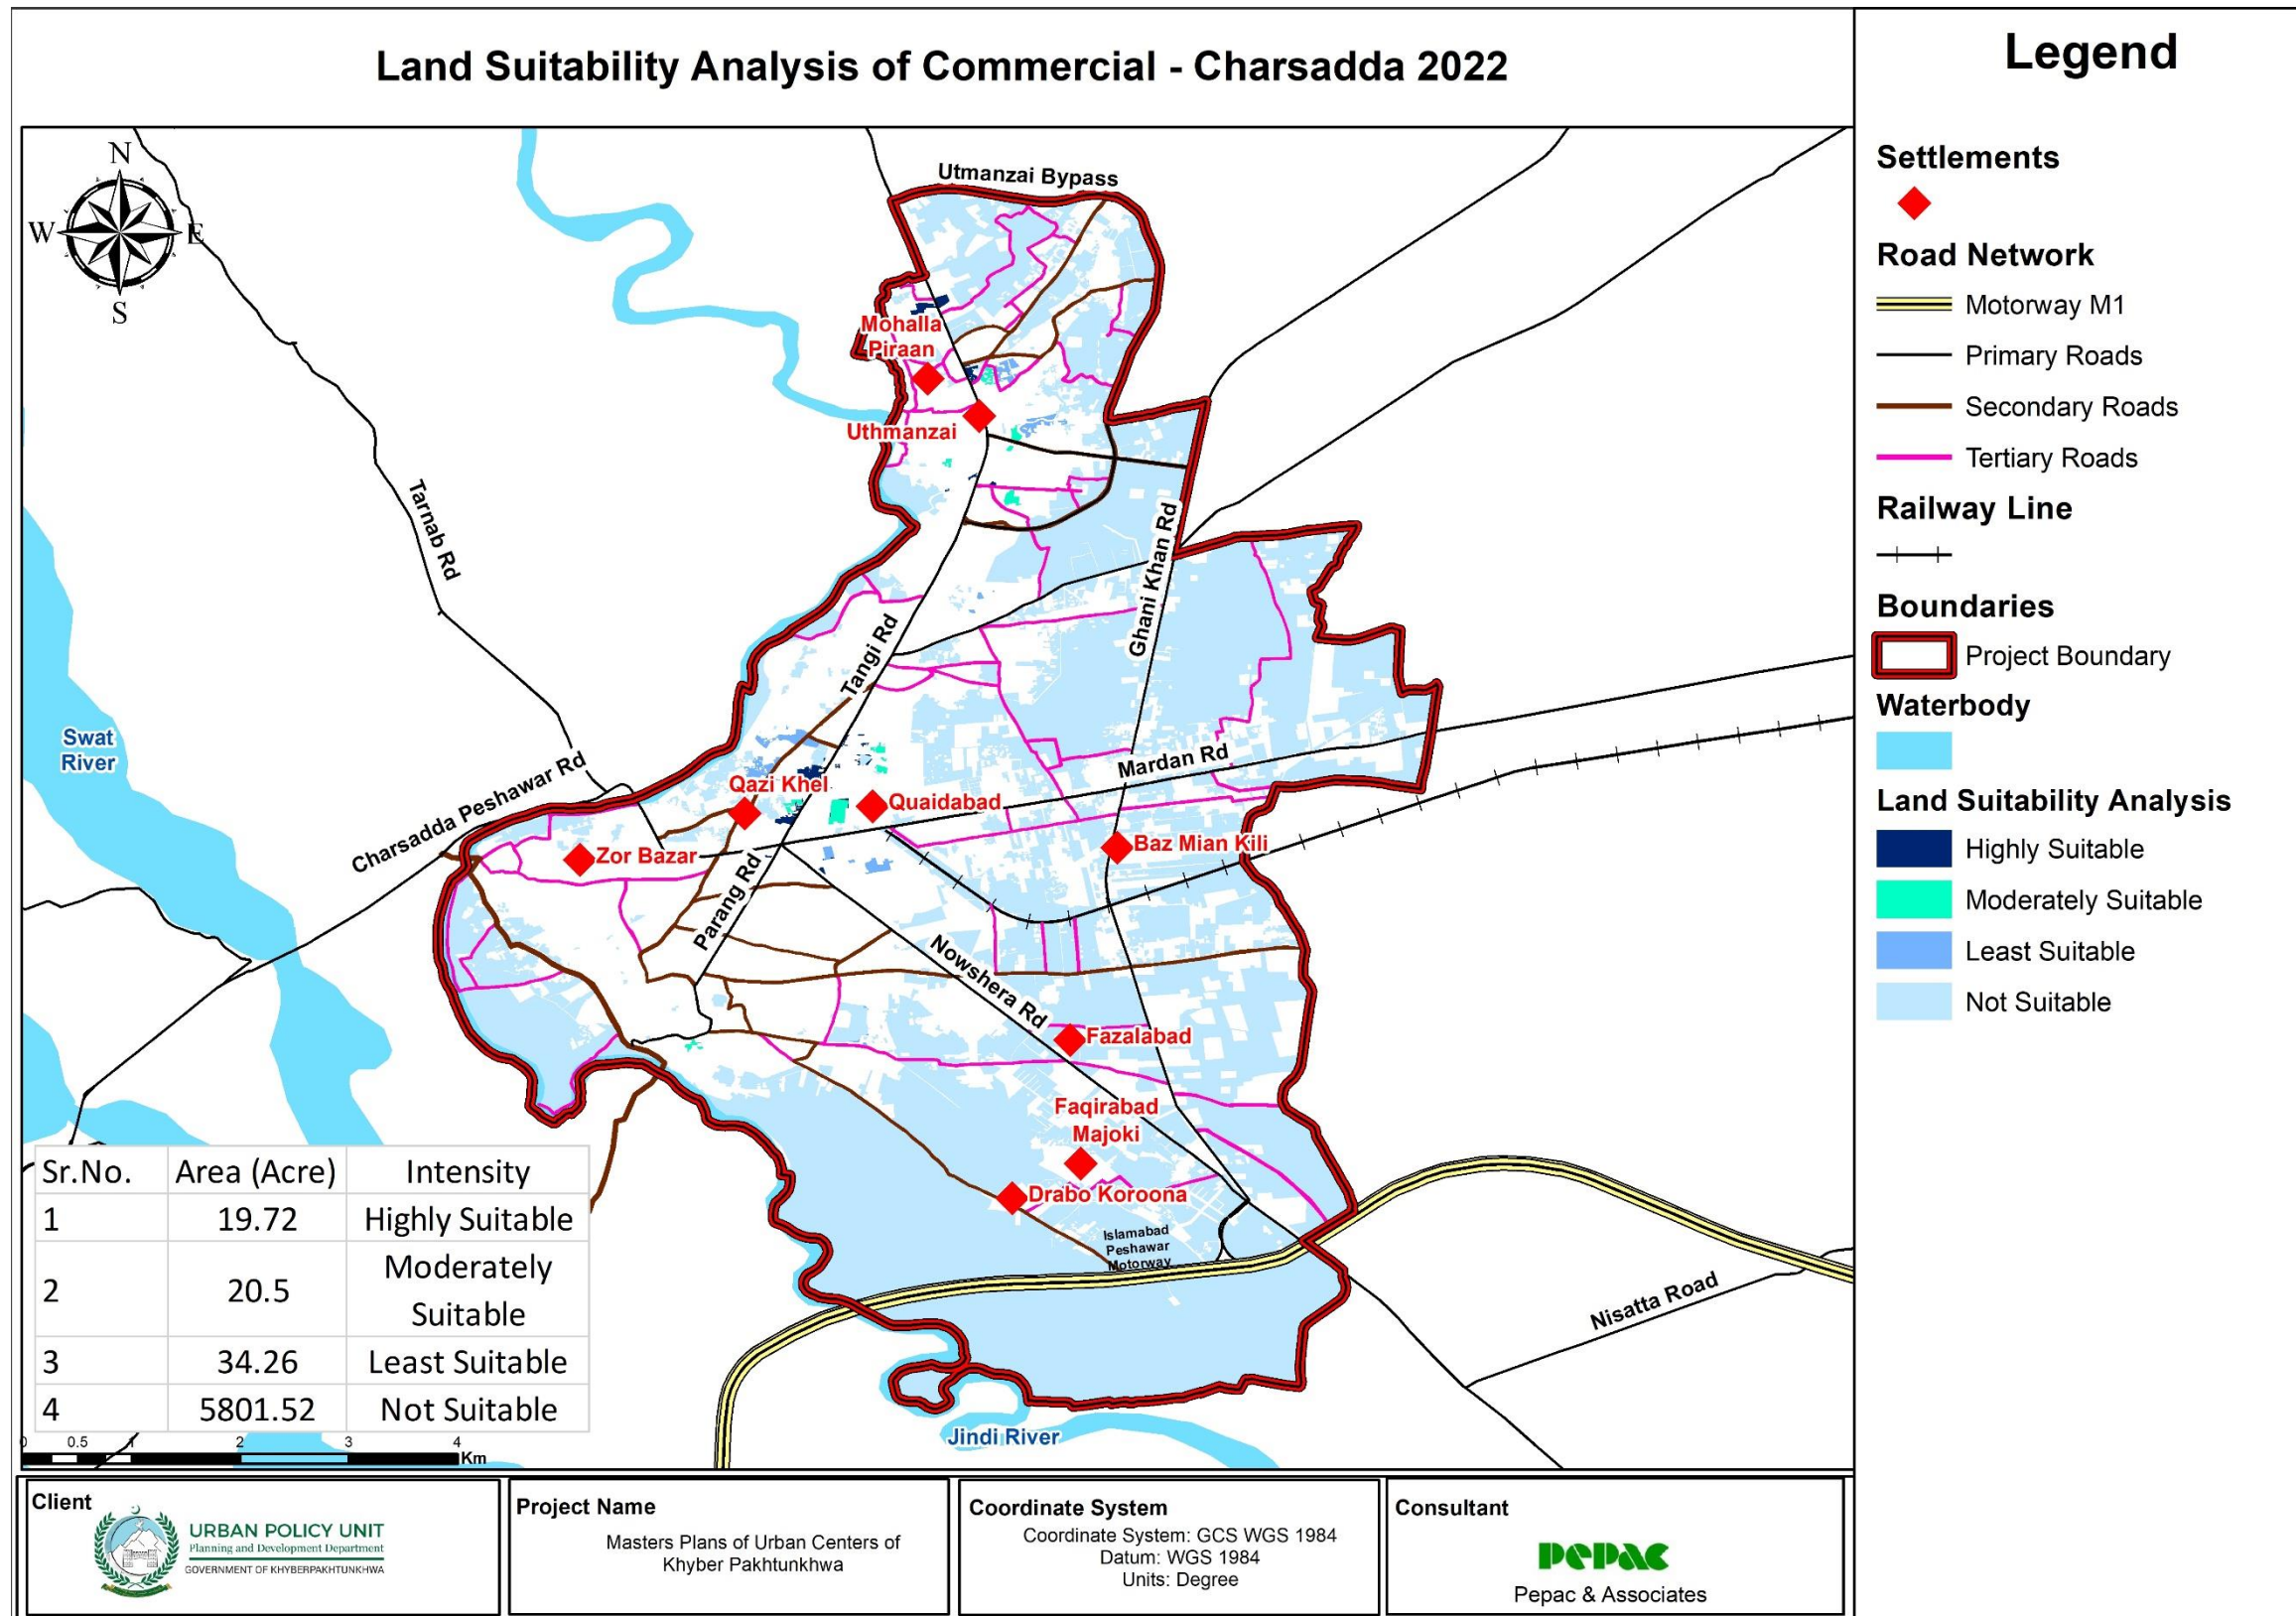 Land Suitability Analysis of Commercial - Charsadda 2022
Legend
Settlements
Road Network
Motorway M1
Primary Roads
Secondary Roads
Tertiary Roads
Railway Line
Boundaries
Project Boundary
Waterbody
Land Suitability Analysis
Highly Suitable
Moderately Suitable
Least Suitable
Not Suitable
N
W
E
S
Utmanzai Bypass
Mohalla
Piraan
Uthmanzai
Tarnab Rd
Ghani Khan Rd
Tangi Rd
Swat
River
Mardan Rd
Charsadda Peshawar Rd
Qazi Khel
Quaidabad
Zor Bazar
Baz Mian Kili
Parang Rd
Nowshera Rd
Fazalabad
Faqirabad
Majoki
Drabo Koroona
Islamabad
Peshawar
Motorway
Nisatta Road
Jindi River
Sr.No. Area (Acre) Intensity
1 19.72 Highly Suitable
2 20.5 Moderately
Suitable
3 34.26 Least Suitable
4 5801.52 Not Suitable
0 0.5 1 2 3 4
Km
Client
URBAN POLICY UNIT
Planning and Development Department
GOVERNMENT OF KHYBERPAKHTUNKHWA
Project Name
Masters Plans of Urban Centers of
Khyber Pakhtunkhwa
Coordinate System
Coordinate System: GCS WGS 1984
Datum: WGS 1984
Units: Degree
Consultant
PEPAC
Pepac & Associates